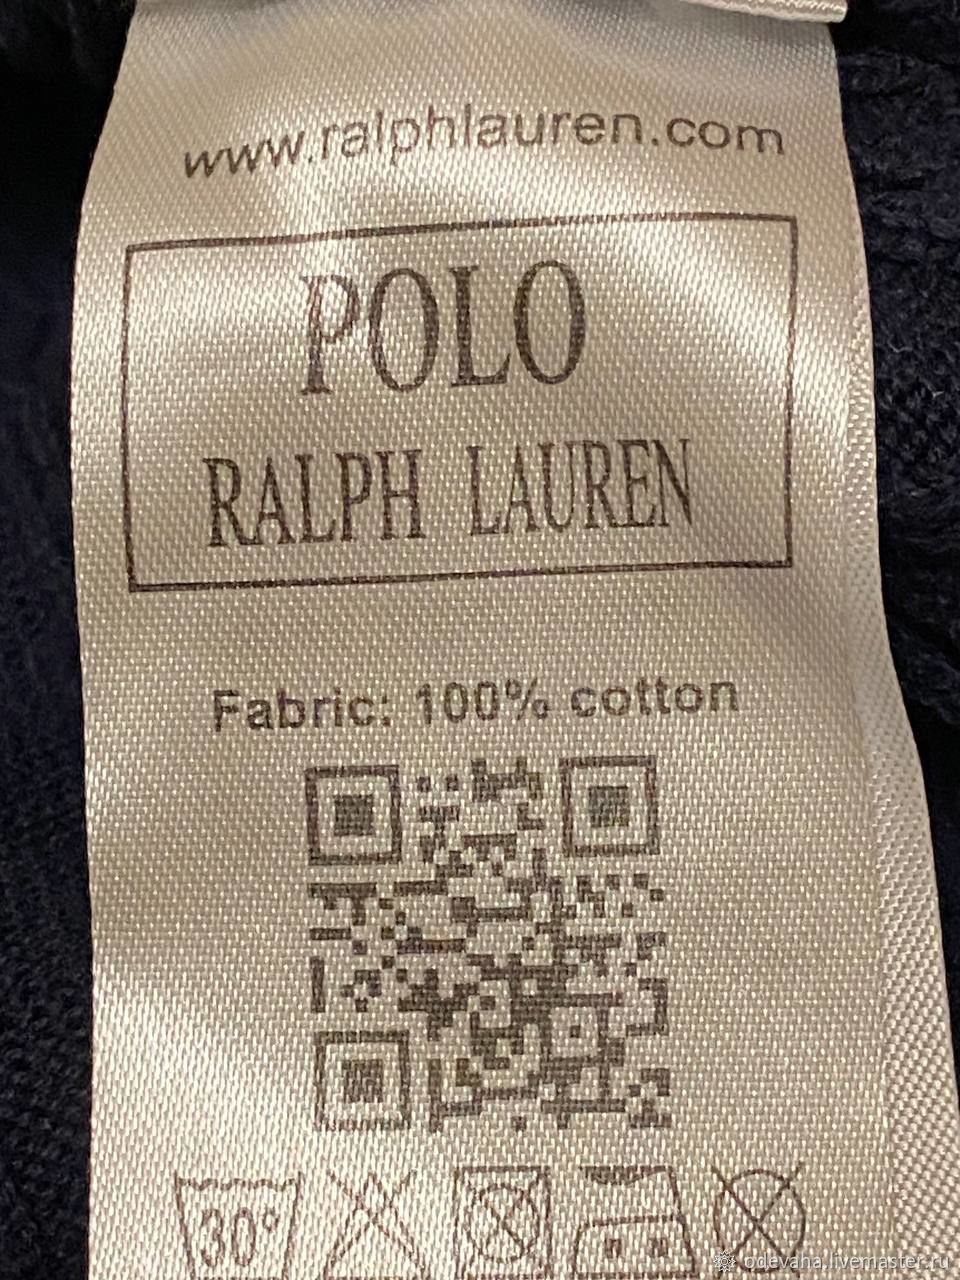 www.ralphlauren.com
POLO
RALPH LAUREN
Fabric: 100% cotton
30°
odevaha.livemaster.ru